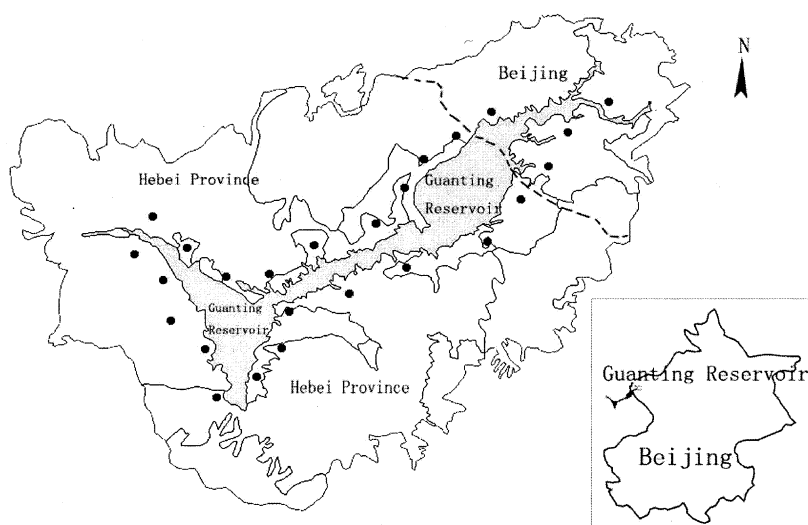 N
Beijing
Hebei Province
Guanting
Reservoir
Guanting
Reservoir
Hebei Province
Guanting Reservoir
Beijing